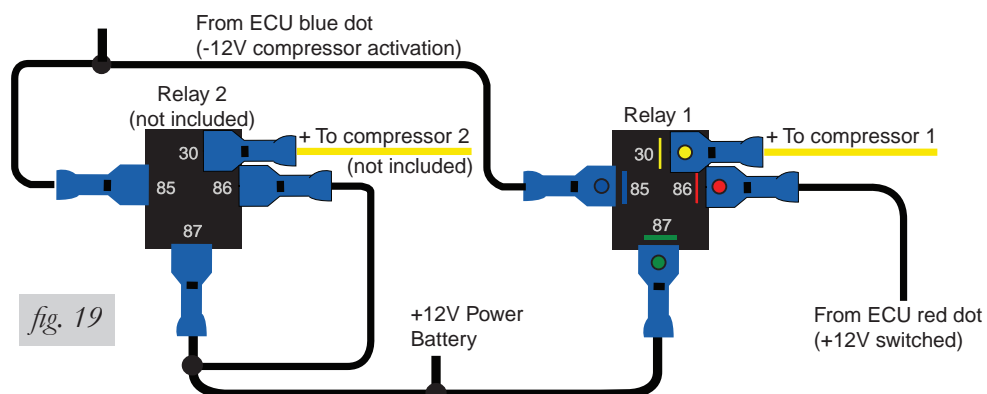 From ECU blue dot
(-12V compressor activation)
Relay 2
(not included)
Relay 1
+ To compressor 2
(not included)
+ To compressor 1
30
85
86
87
30
85
86
87
fig. 19
+12V Power
Battery
From ECU red dot
(+12V switched)